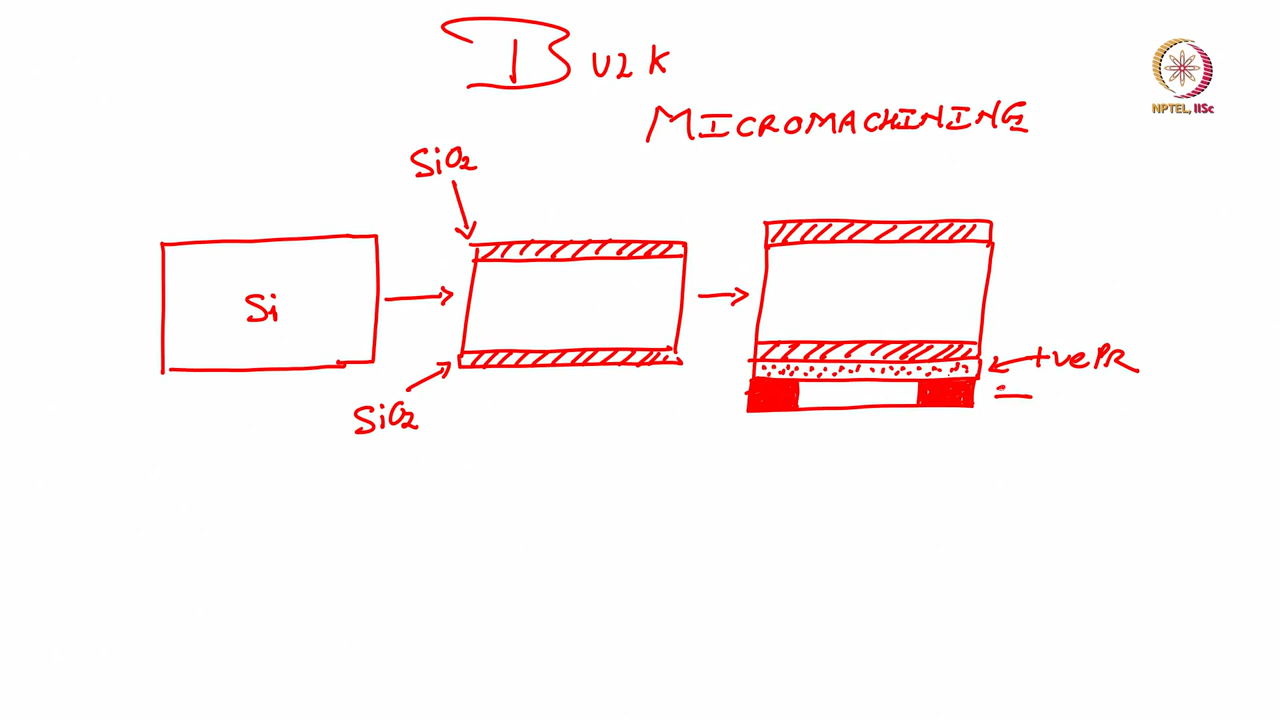 BULK
MICROMACHINING
NPTEL, IISc
SiO2
Si
+ve PR
SiO2